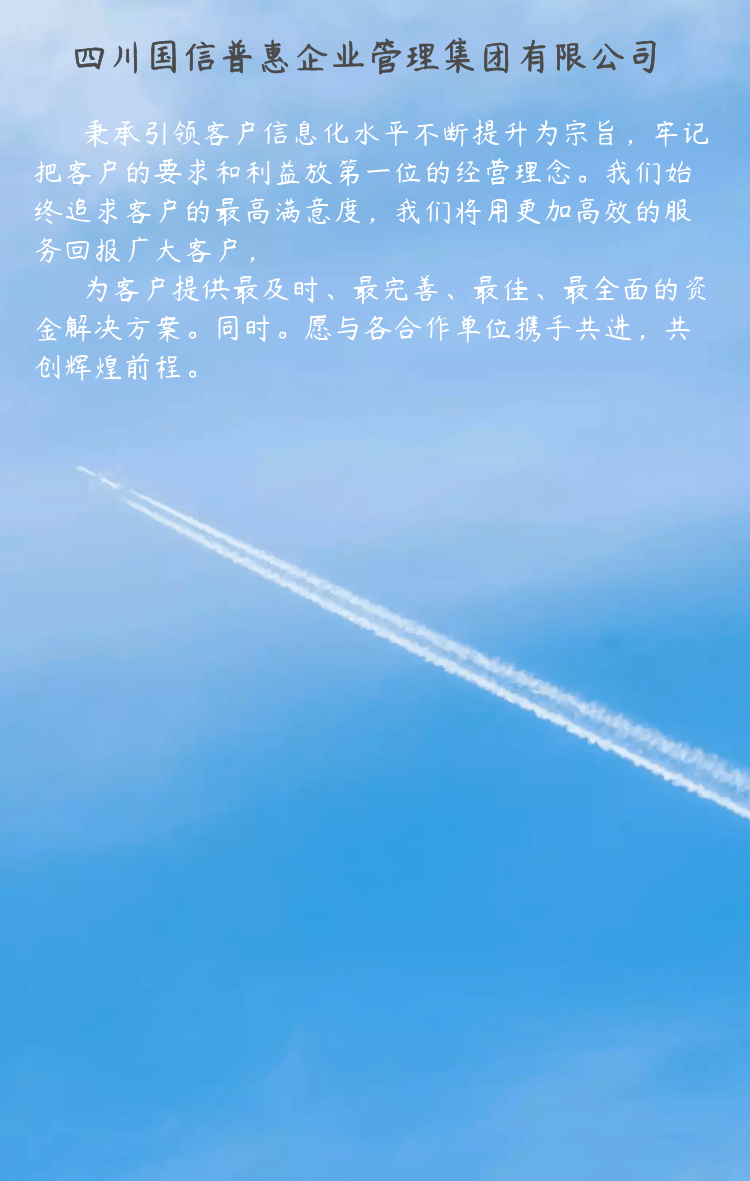 四川国信普惠企业管理集团有限公司
秉承引领客户信息化水平不断提升为宗旨，牢记
把客户的要求和利益放第一位的经营理念。我们始
终追求客户的最高满意度，我们将用更加高效的服
务回报广大客户，
为客户提供最及时、最完善、最佳、最全面的资
金解决方案。同时。愿与各合作单位携手共进，共
创辉煌前程。